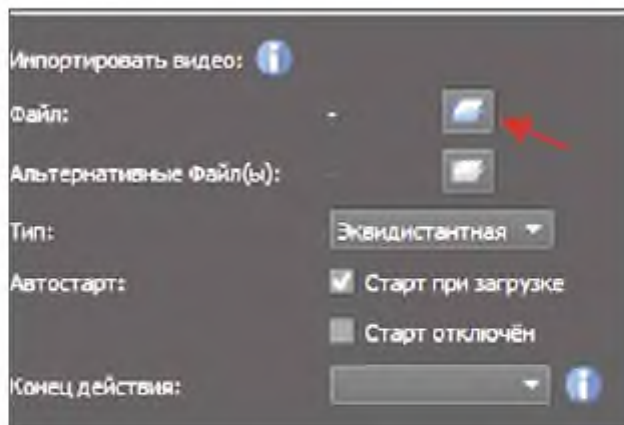 Импортировать видео:
Файл: -
Альтернативные Файл(ы): -
Тип: Эквидистантная
Автостарт: Старт при загрузке
Старт отключён
Конец действия: